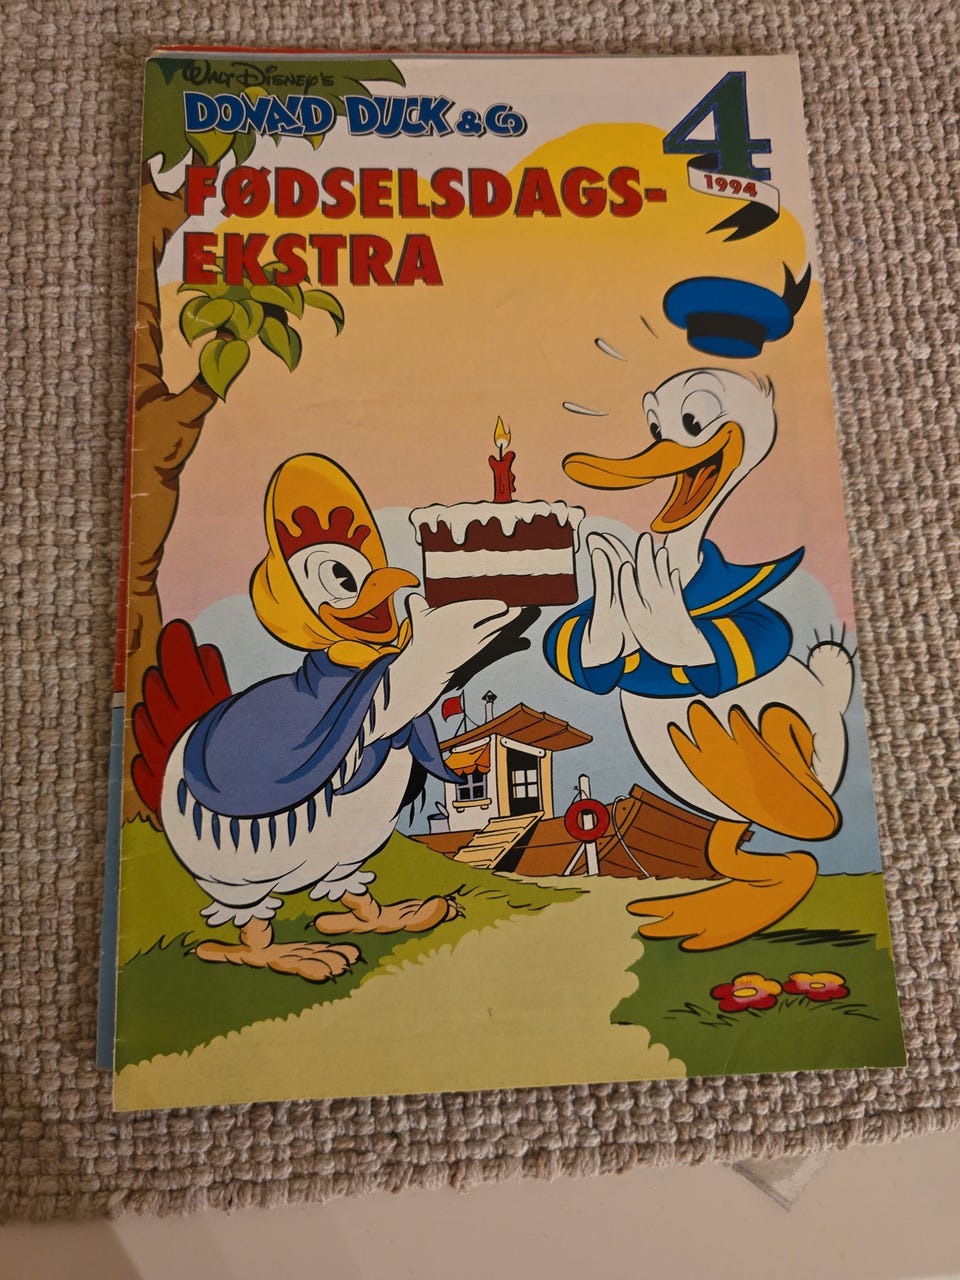 WALT DISNEY'S
DONALD DUCK & Co
4
1994
FØDSELSDAGS-
EKSTRA